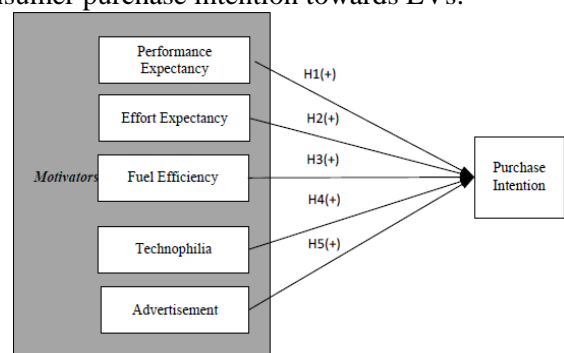 nsumer purchase intention towards EVs.
Performance
Expectancy
H1(+)
Effort Expectancy
H2(+)
Motivators
Fuel Efficiency
H3(+)
Purchase
Intention
H4(+)
Technophilia
H5(+)
Advertisement